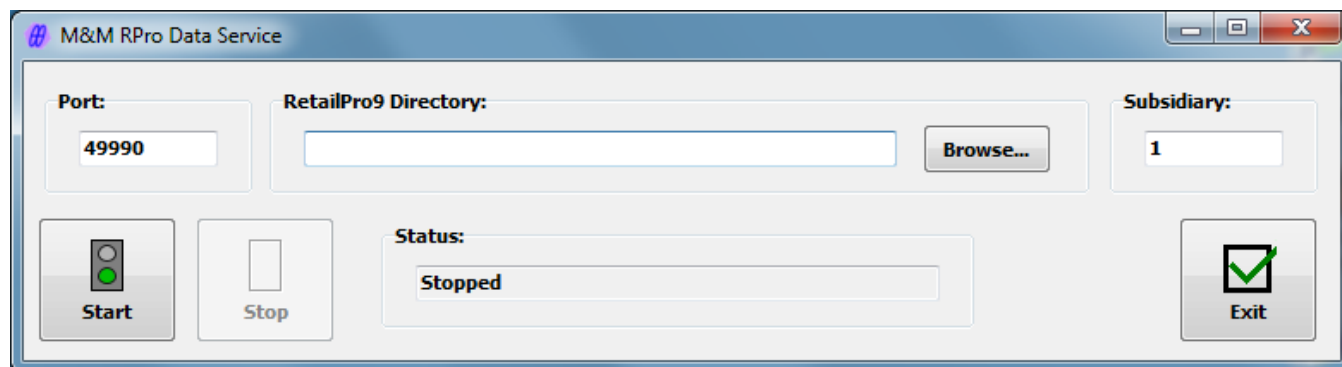 M&M RPro Data Service
Port:
RetailPro9 Directory:
Subsidiary:
49990
Browse...
1
Status:
Stopped
Start
Stop
Exit